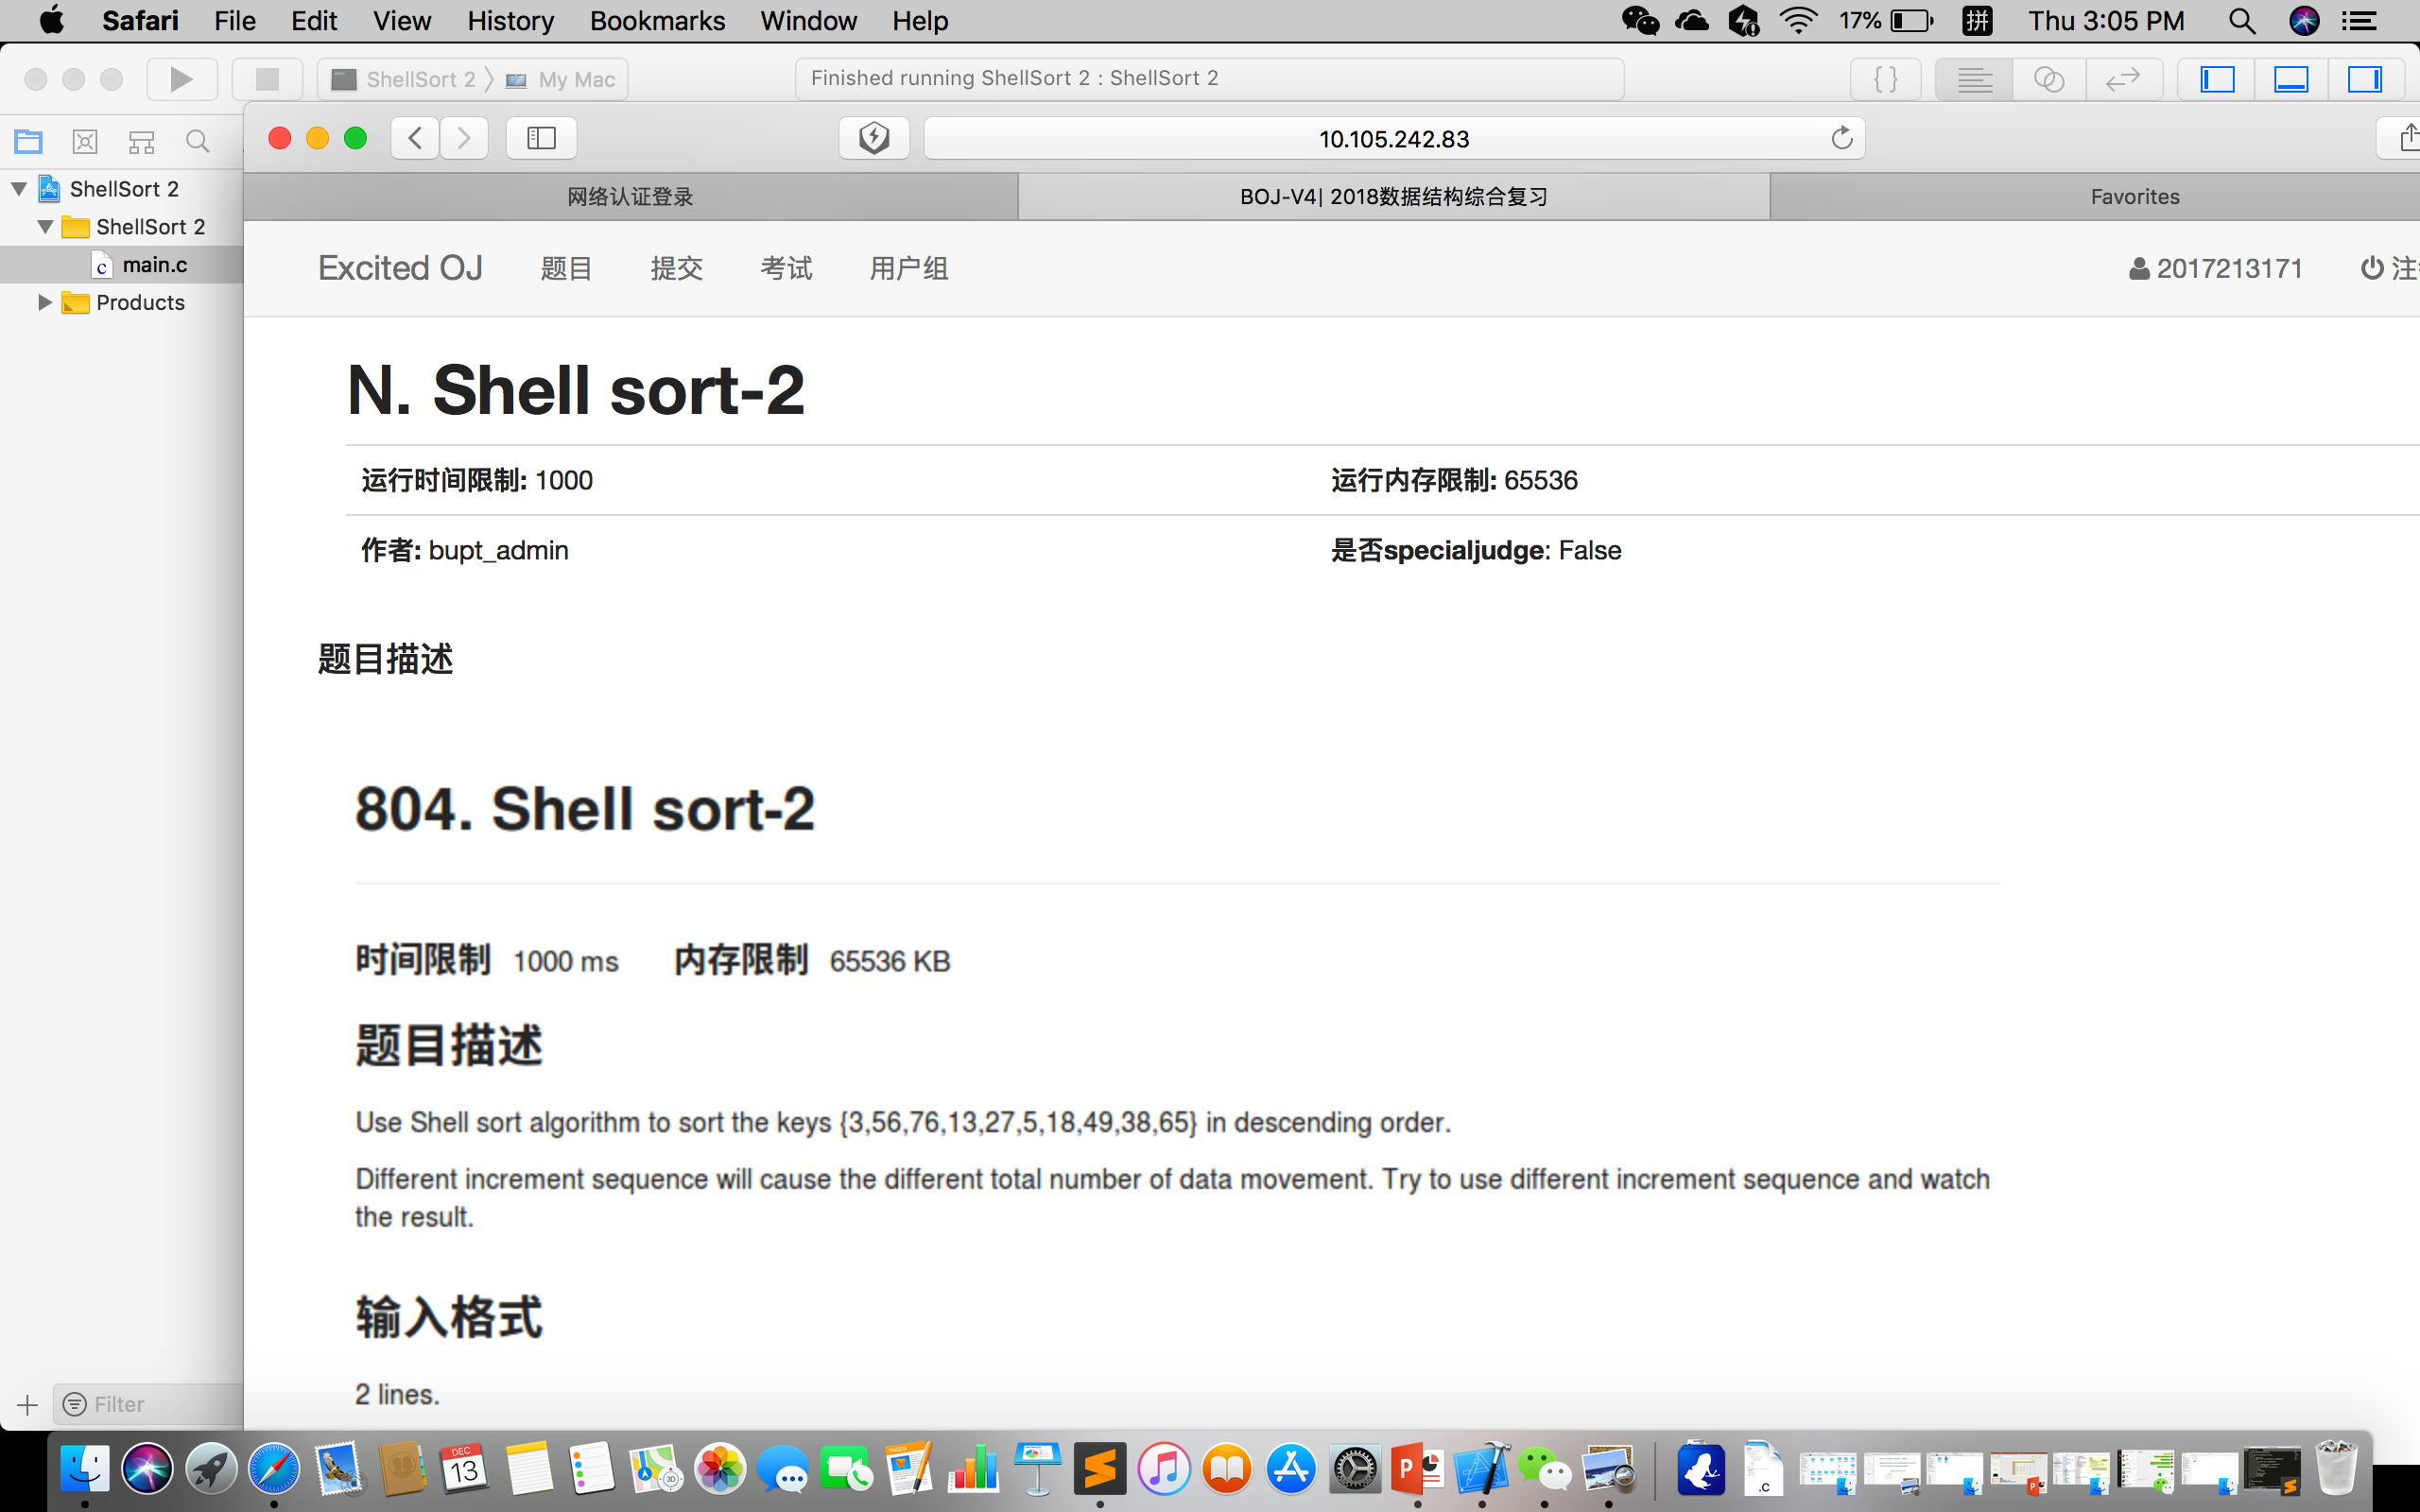 Safari File Edit View History Bookmarks Window Help 17% 拼 Thu 3:05 PM
ShellSort 2 My Mac Finished running ShellSort 2 : ShellSort 2 {}
10.105.242.83
ShellSort 2
网络认证登录 BOJ-V4| 2018数据结构综合复习 Favorites
ShellSort 2
main.c
Products
Excited OJ 题目 提交 考试 用户组 2017213171 注
N. Shell sort-2
运行时间限制: 1000 运行内存限制: 65536
作者: bupt_admin 是否specialjudge: False
题目描述
804. Shell sort-2
时间限制 1000 ms 内存限制 65536 KB
题目描述
Use Shell sort algorithm to sort the keys {3,56,76,13,27,5,18,49,38,65} in descending order.
Different increment sequence will cause the different total number of data movement. Try to use different increment sequence and watch
the result.
输入格式
2 lines.
Filter
DEC
13
PAGES
3D
P
.C